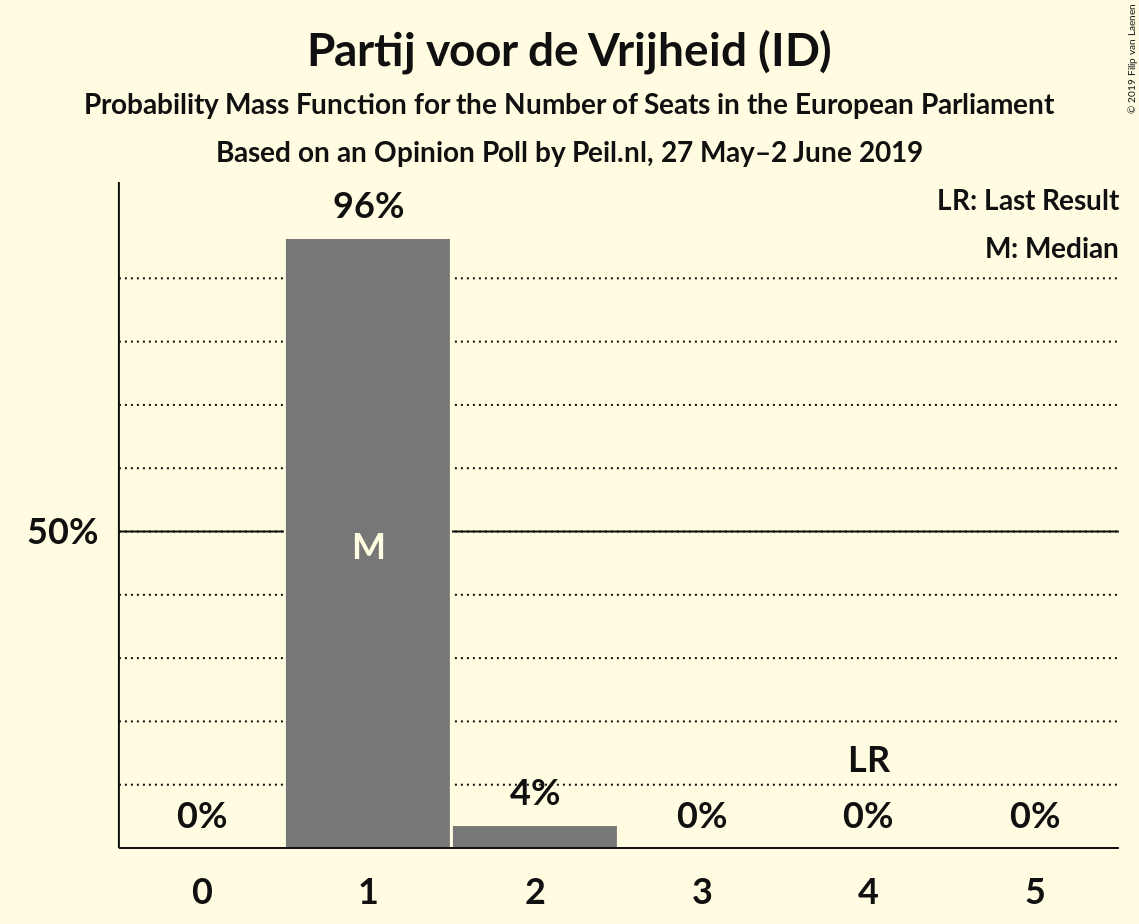 Partij voor de Vrijheid (ID)
Probability Mass Function for the Number of Seats in the European Parliament
Based on an Opinion Poll by Peil.nl, 27 May–2 June 2019
© 2019 Filip van Laenen
LR: Last Result
M: Median
96%
50%
M
LR
0%
4%
0%
0%
0%
0
1
2
3
4
5